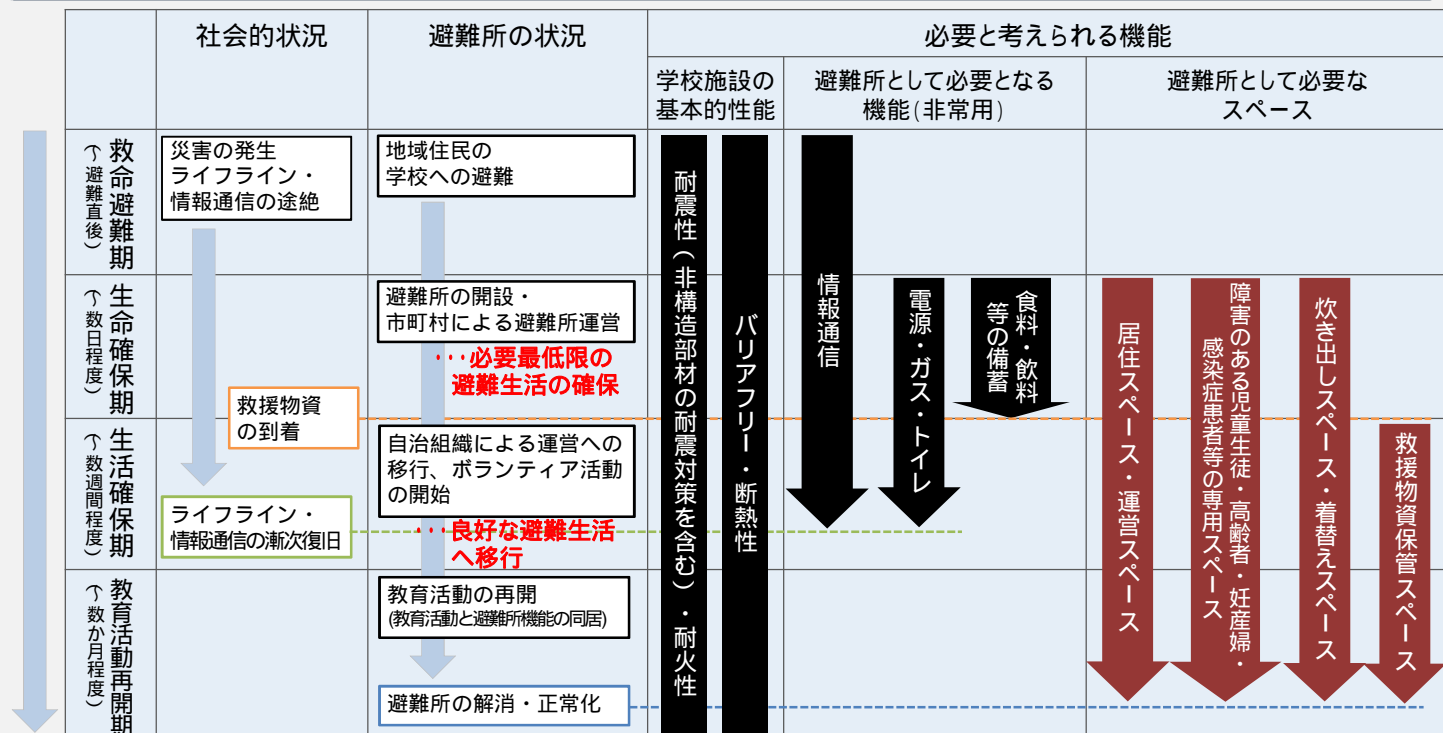 社会的状況
避難所の状況
必要と考えられる機能
学校施設の
基本的性能
避難所として必要となる
機能(非常用)
避難所として必要な
スペース
救命避難期
(~避難直後)
災害の発生
ライフライン・
情報通信の途絶
地域住民の
学校への避難
生命確保期
(~数日程度)
避難所の開設・
市町村による避難所運営
・・・必要最低限の
避難生活の確保
救援物資
の到着
生活確保期
(~数週間程度)
自治組織による運営への
移行、ボランティア活動
の開始
・・・良好な避難生活
へ移行
ライフライン・
情報通信の漸次復旧
教育活動再開期
(~数か月程度)
教育活動の再開
(教育活動と避難所機能の同居)
避難所の解消・正常化
耐震性(非構造部材の耐震対策を含む)・耐火性
バリアフリー・断熱性
情報通信
電源・ガス・トイレ
食料・飲料
等の備蓄
居住スペース・運営スペース
障害のある児童生徒・高齢者・妊産婦・
感染症患者等の専用スペース
炊き出しスペース・着替えスペース
救援物資保管スペース